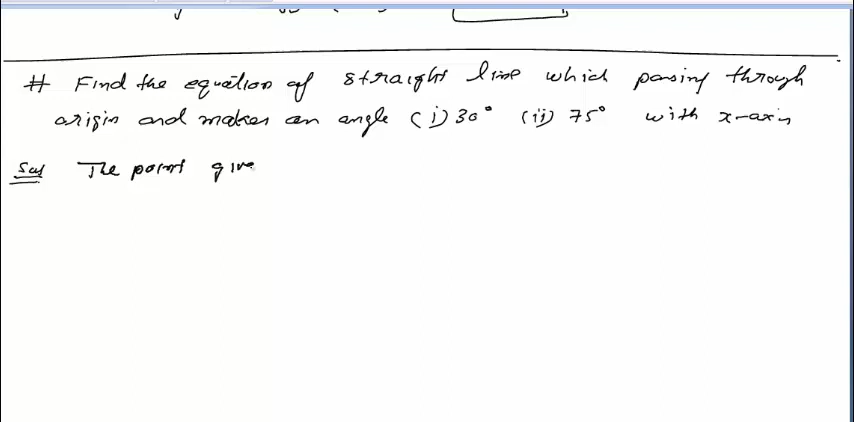 # Find the equation of straight line which passing through
origin and makes an angle (i) 30° (ii) 75° with x-axis
Sol The point give